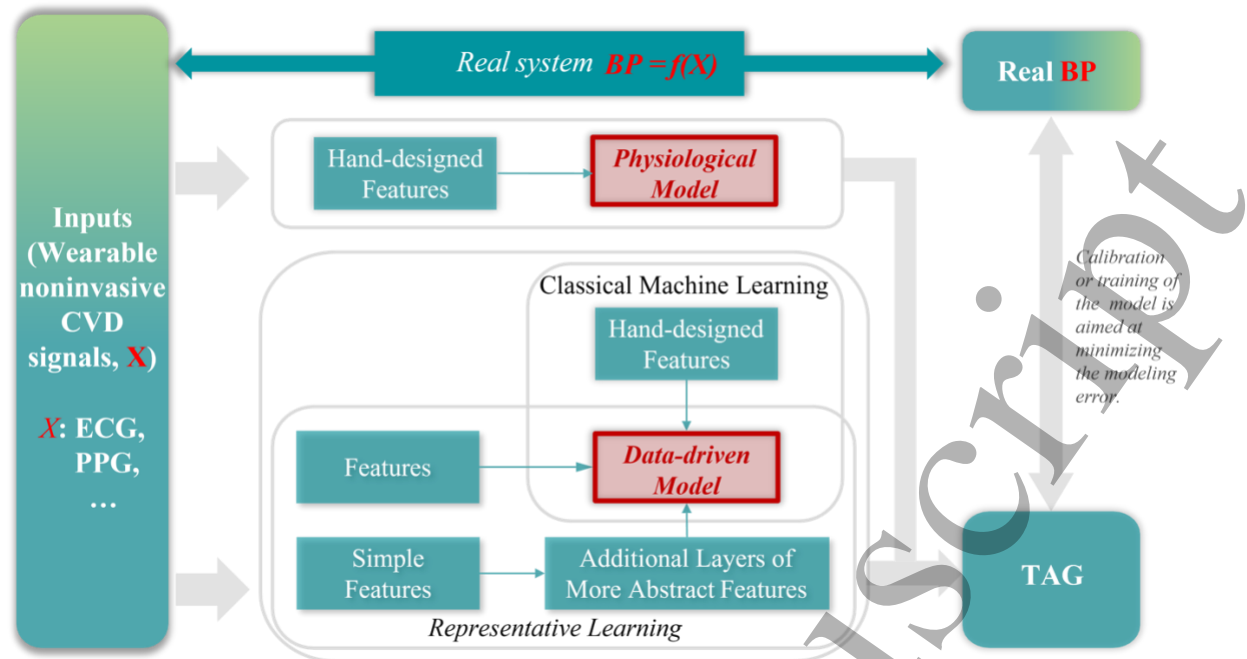 Real system BP = f(X)
Real BP
Inputs
(Wearable
noninvasive
CVD
signals, X)
X: ECG,
PPG,
...
Hand-designed
Features
Physiological
Model
Classical Machine Learning
Hand-designed
Features
Features
Data-driven
Model
Simple
Features
Additional Layers of
More Abstract Features
Representative Learning
Calibration
or training of
the model is
aimed at
minimizing
the modeling
error.
TAG
script